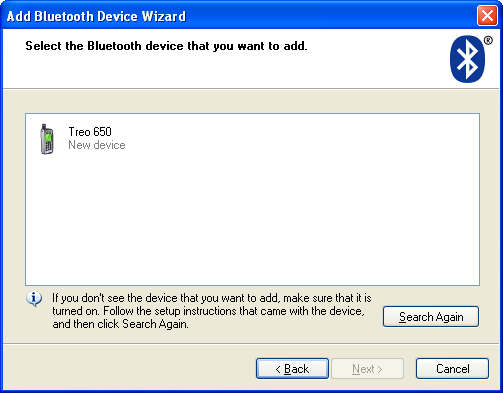 Add Bluetooth Device Wizard
Select the Bluetooth device that you want to add.
®
Treo 650
New device
If you don't see the device that you want to add, make sure that it is
turned on. Follow the setup instructions that came with the device,
and then click Search Again.
Search Again
< Back
Next >
Cancel